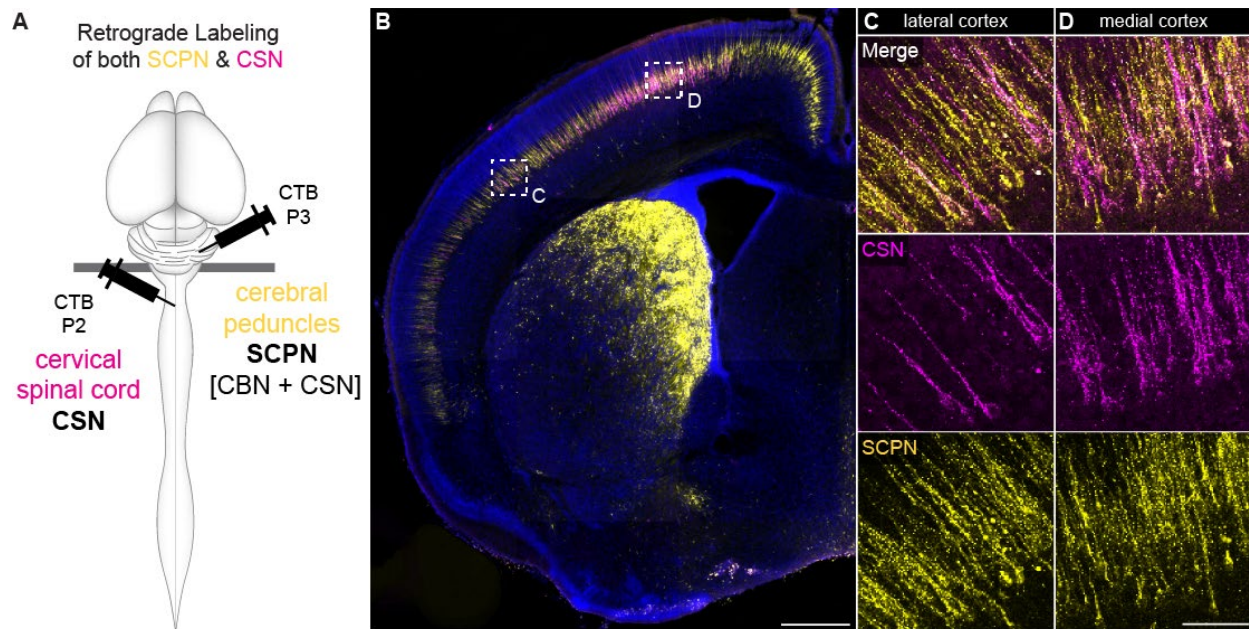 A
Retrograde Labeling
of both SCPN & CSN
CTB
P3
CTB
P2
cerebral
peduncles
SCPN
[CBN + CSN]
cervical
spinal cord
CSN
B
D
C
C lateral cortex
D medial cortex
Merge
CSN
SCPN